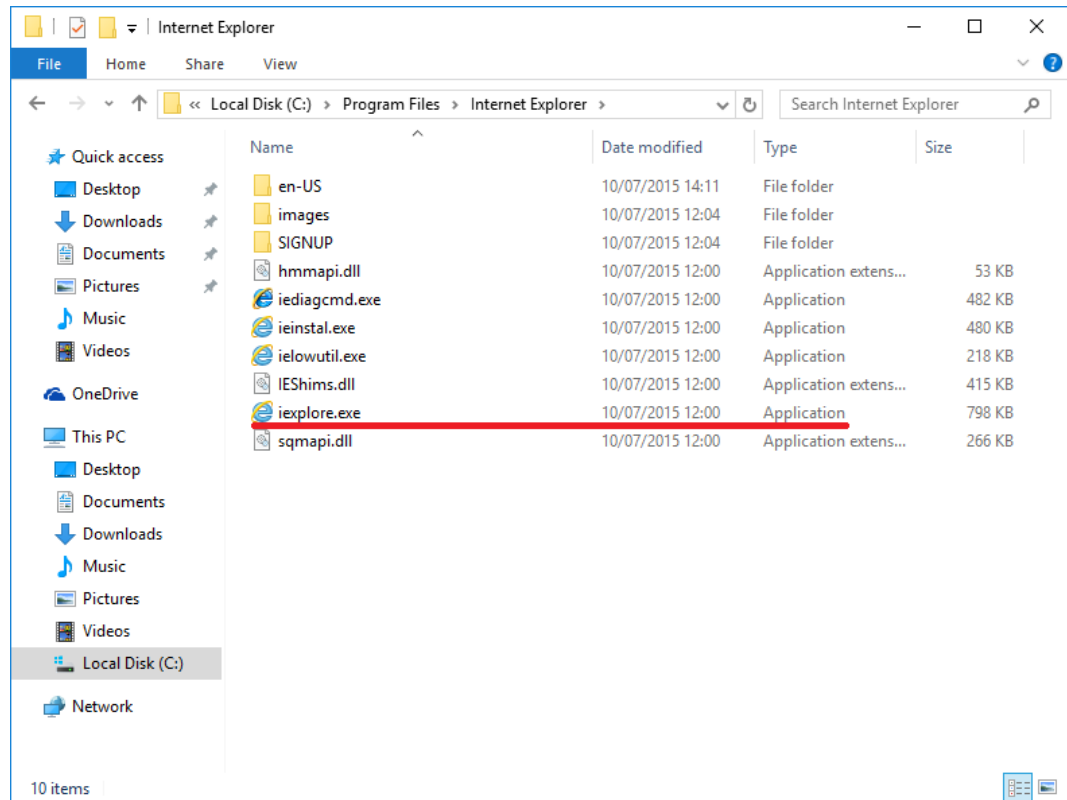 Internet Explorer
File Home Share View
« Local Disk (C:) > Program Files > Internet Explorer > Search Internet Explorer
Quick access
Desktop
Downloads
Documents
Pictures
Music
Videos
OneDrive
This PC
Desktop
Documents
Downloads
Music
Pictures
Videos
Local Disk (C:)
Network
Name Date modified Type Size
en-US 10/07/2015 14:11 File folder
images 10/07/2015 12:04 File folder
SIGNUP 10/07/2015 12:04 File folder
hmmapi.dll 10/07/2015 12:00 Application extens... 53 KB
iediagcmd.exe 10/07/2015 12:00 Application 482 KB
ieinstal.exe 10/07/2015 12:00 Application 480 KB
ielowutil.exe 10/07/2015 12:00 Application 218 KB
IEShims.dll 10/07/2015 12:00 Application extens... 415 KB
iexplore.exe 10/07/2015 12:00 Application 798 KB
sqmapi.dll 10/07/2015 12:00 Application extens... 266 KB
10 items